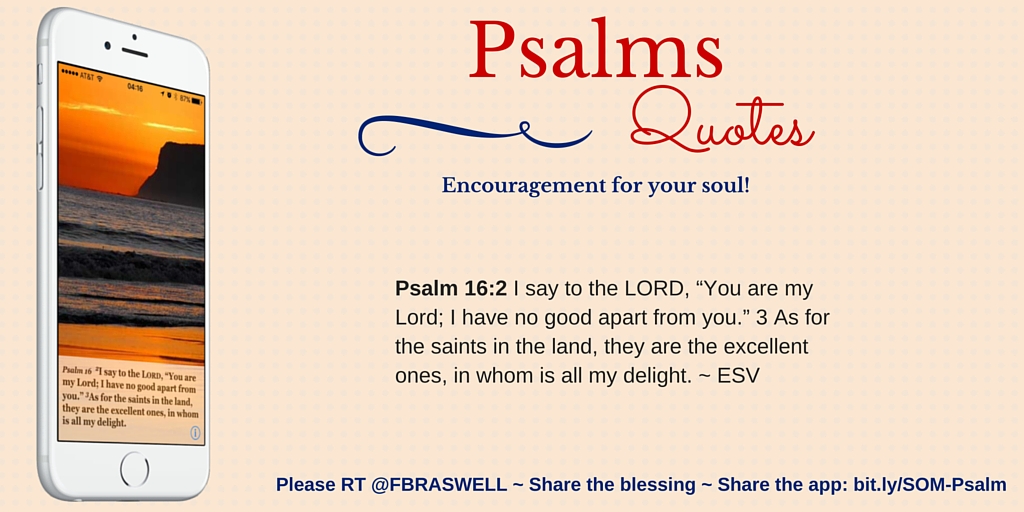 Psalms
Quotes
Encouragement for your soul!
AT&T 04:16 87%
Psalm 16 ²I say to the LORD, “You are
my Lord; I have no good apart from
you.” ³As for the saints in the land,
they are the excellent ones, in whom
is all my delight.
Psalm 16:2 I say to the LORD, “You are my
Lord; I have no good apart from you.” 3 As for
the saints in the land, they are the excellent
ones, in whom is all my delight. ~ ESV
Please RT @FBRASWELL ~ Share the blessing ~ Share the app: bit.ly/SOM-Psalm